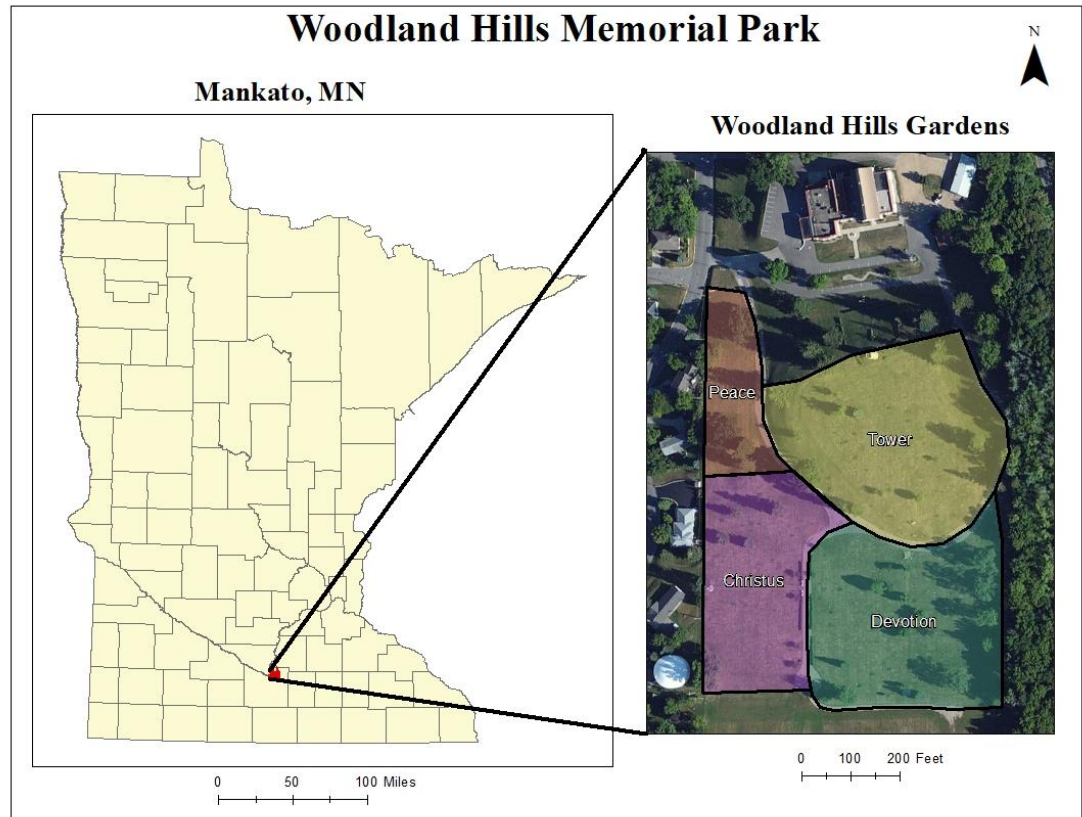 Woodland Hills Memorial Park
N
Mankato, MN
Woodland Hills Gardens
Peace
Tower
Christus
Devotion
0 50 100 Miles
0 100 200 Feet